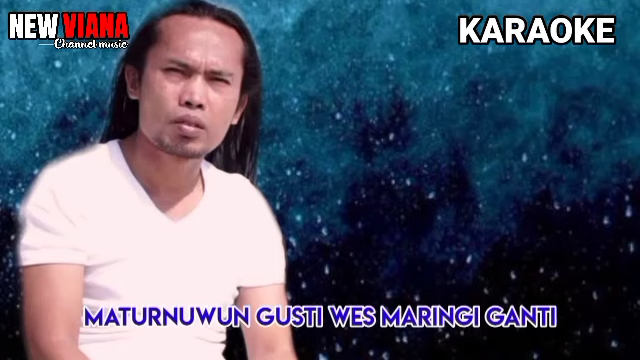 NEW VIANA
Channel music
KARAOKE
MATURNUWUN GUSTI WES MARINGI GANTI